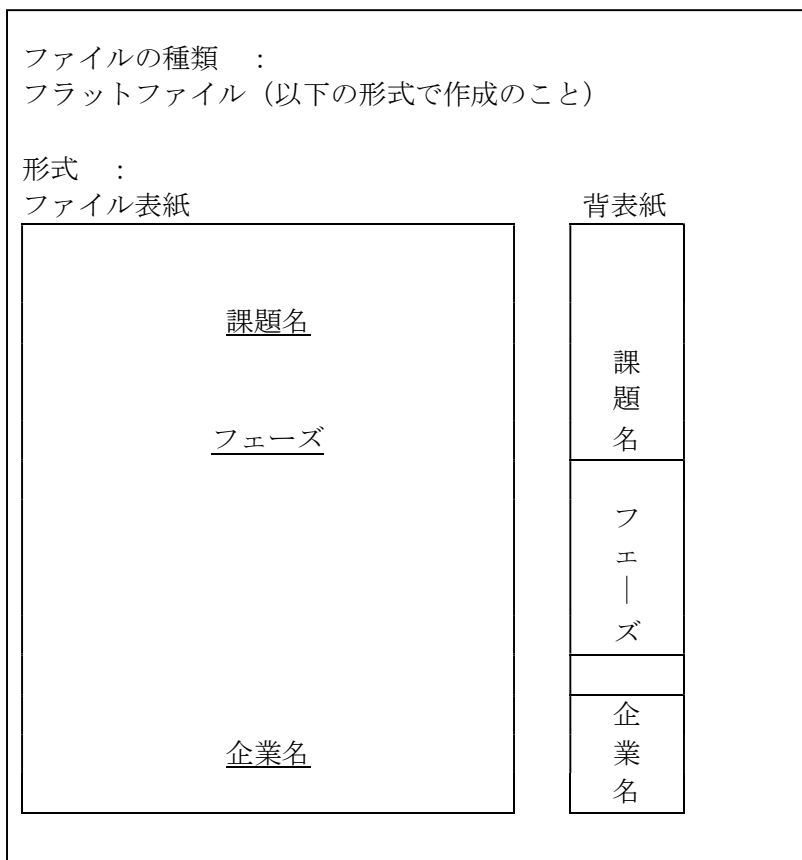 ファイルの種類　:
フラットファイル（以下の形式で作成のこと）
形式　:
ファイル表紙
課題名
フェーズ
企業名
背表紙
課題名
フェーズ
企業名